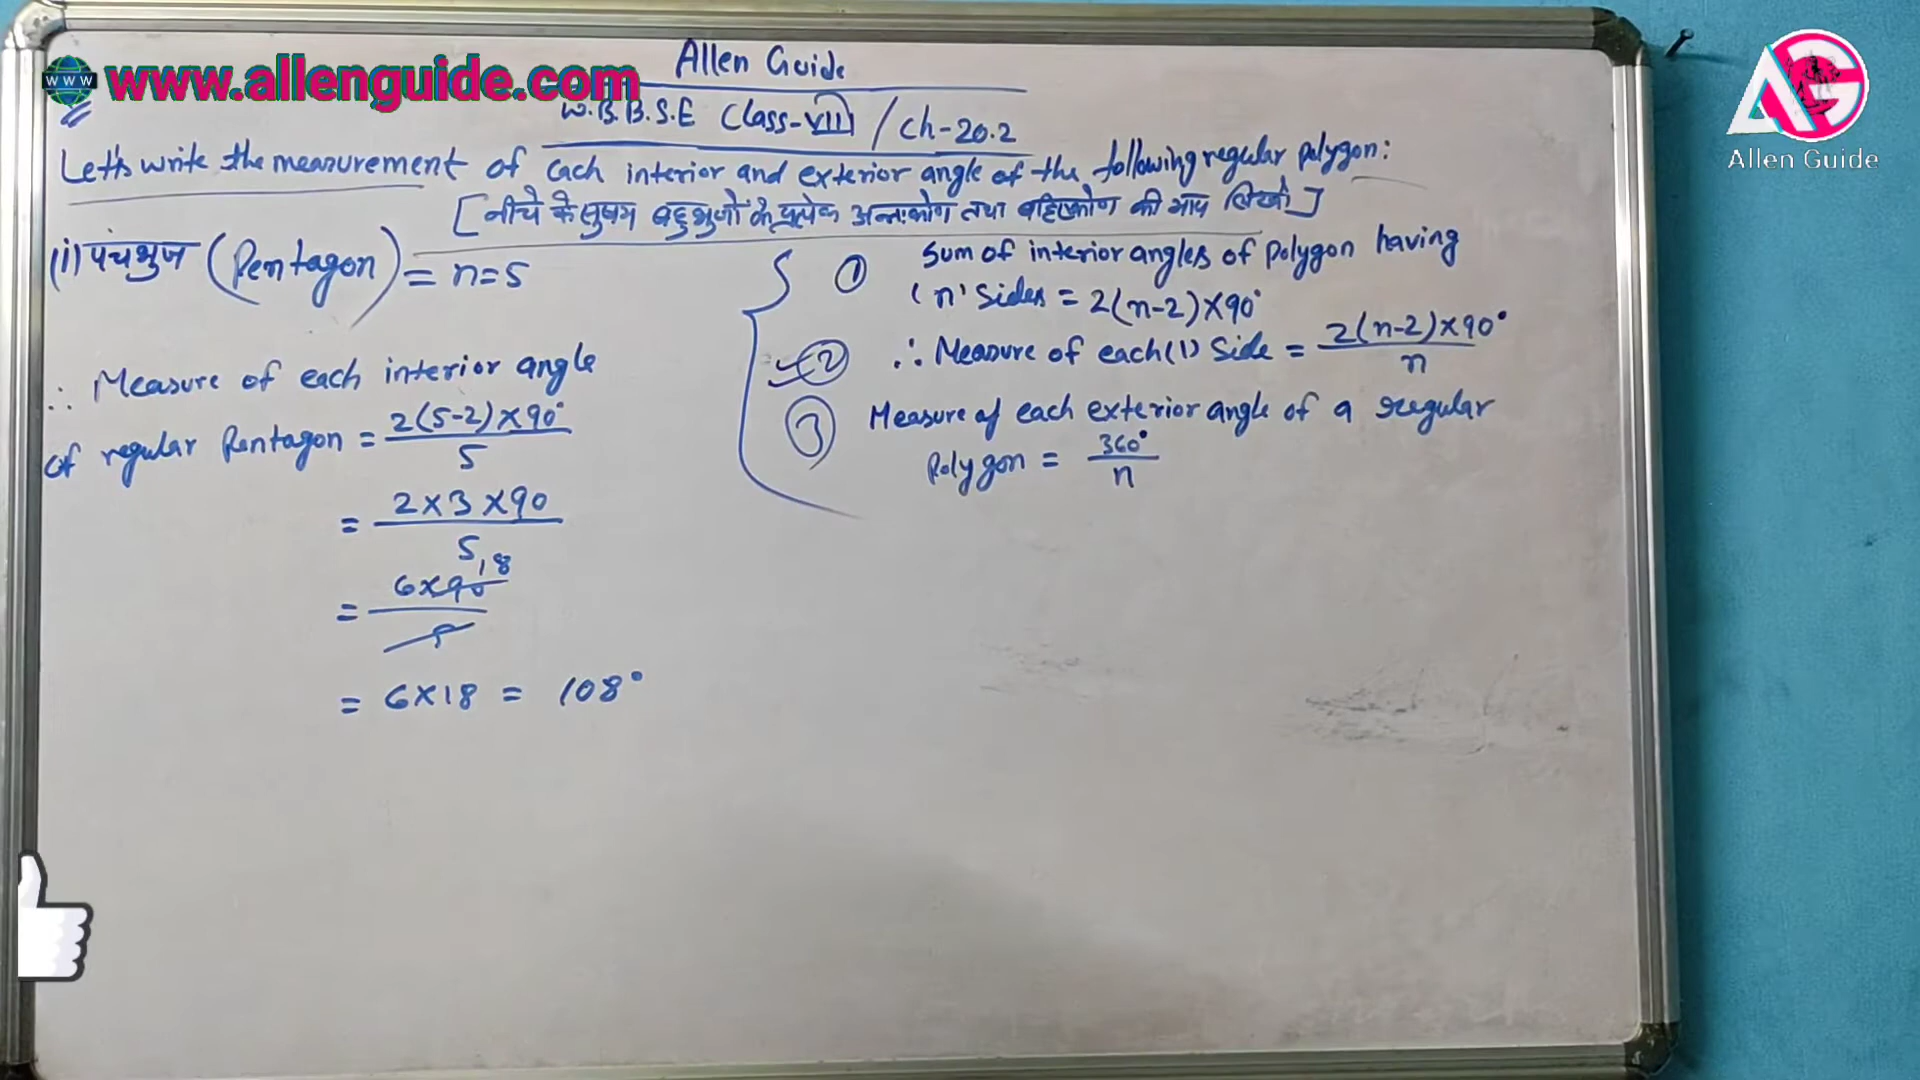 Allen Guide
www.allenguide.com
WWW
W.B.B.S.E Class-VIII / Ch-20.2
Let's write the measurement of each interior and exterior angle of the following regular polygon:
[नीचे के सुषम बहुभुजों के प्रत्येक अन्तःकोण तथा बहिष्कोण की माप लिखो]
(i) पंचभुज (Pentagon) = n=5
∴ Measure of each interior angle
of regular Pentagon = 2(5-2)×90° / 5
= 2×3×90 / 5
= 6×90 18 / 5
= 6×18 = 108°
① Sum of interior angles of polygon having
'n' Sides = 2(n-2)×90°
② ∴ Measure of each(1) Side = 2(n-2)×90° / n
③ Measure of each exterior angle of a regular
Polygon = 360° / n
AG
Allen Guide